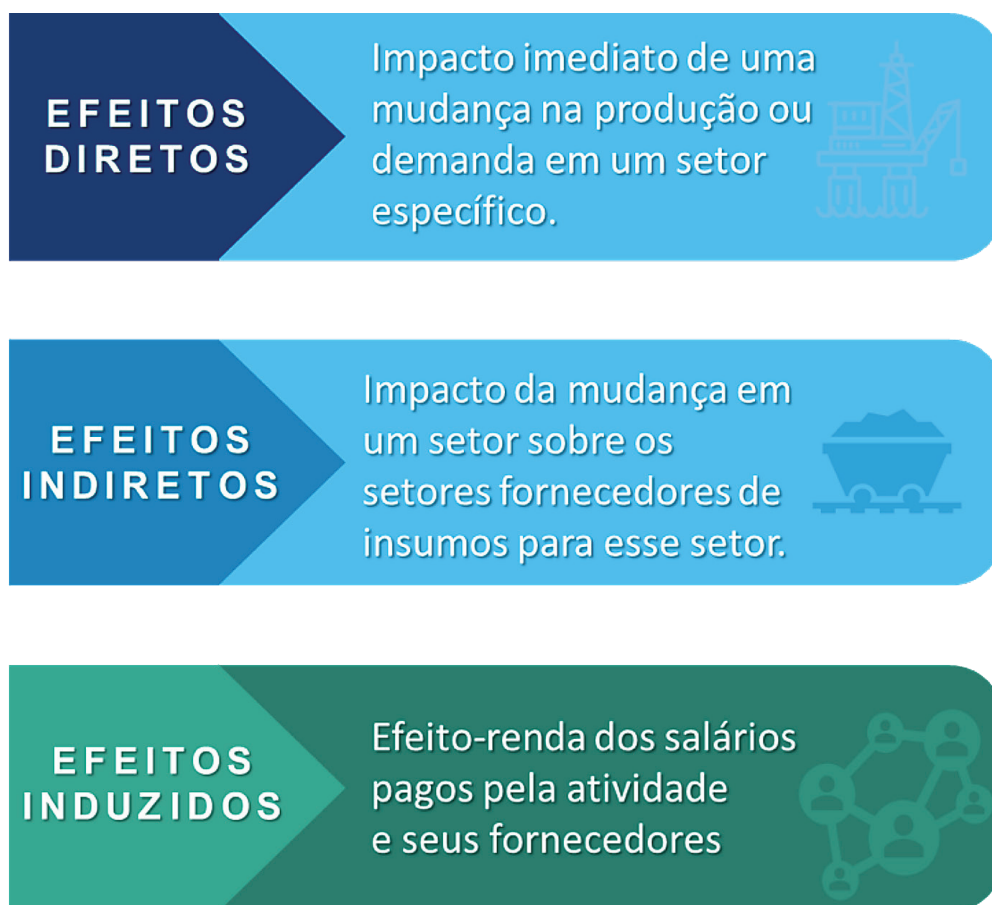 EFEITOS
DIRETOS
Impacto imediato de uma
mudança na produção ou
demanda em um setor
específico.
EFEITOS
INDIRETOS
Impacto da mudança em
um setor sobre os
setores fornecedores de
insumos para esse setor.
EFEITOS
INDUZIDOS
Efeito-renda dos salários
pagos pela atividade
e seus fornecedores